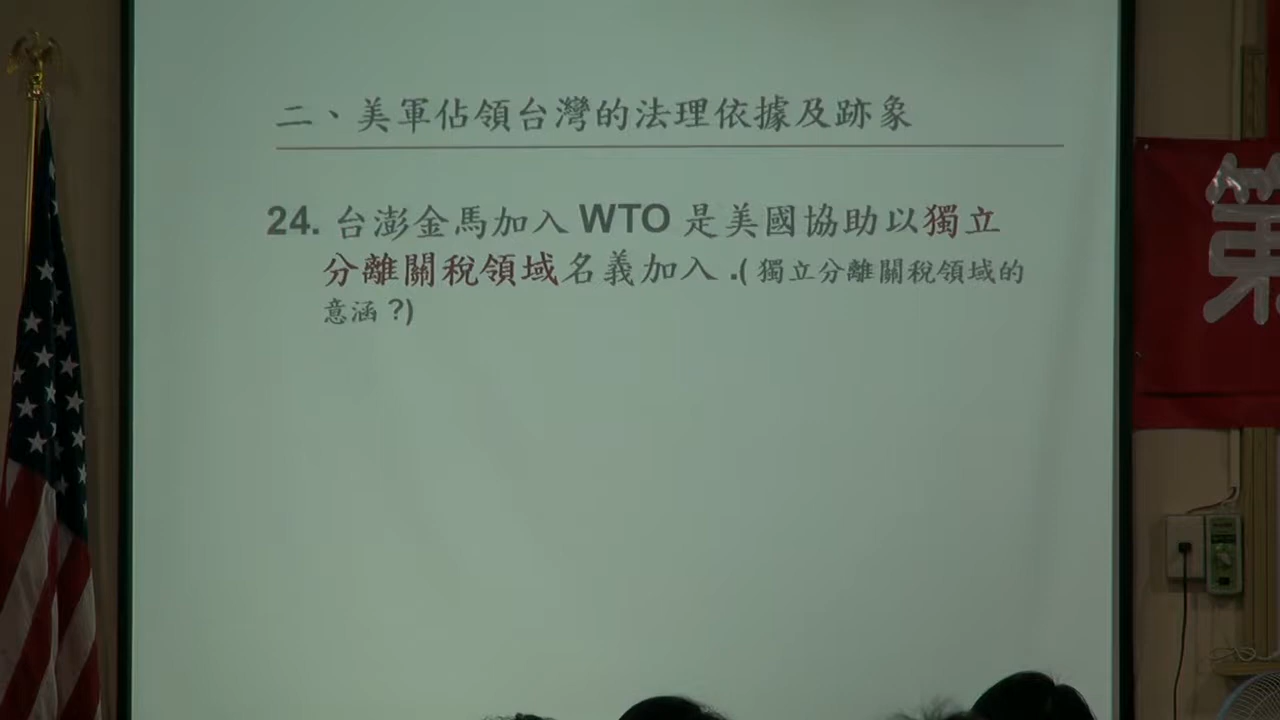 二、美軍佔領台灣的法理依據及跡象
24. 台澎金馬加入 WTO 是美國協助以獨立
分離關稅領域名義加入 .( 獨立分離關稅領域的
意涵 ?)
第